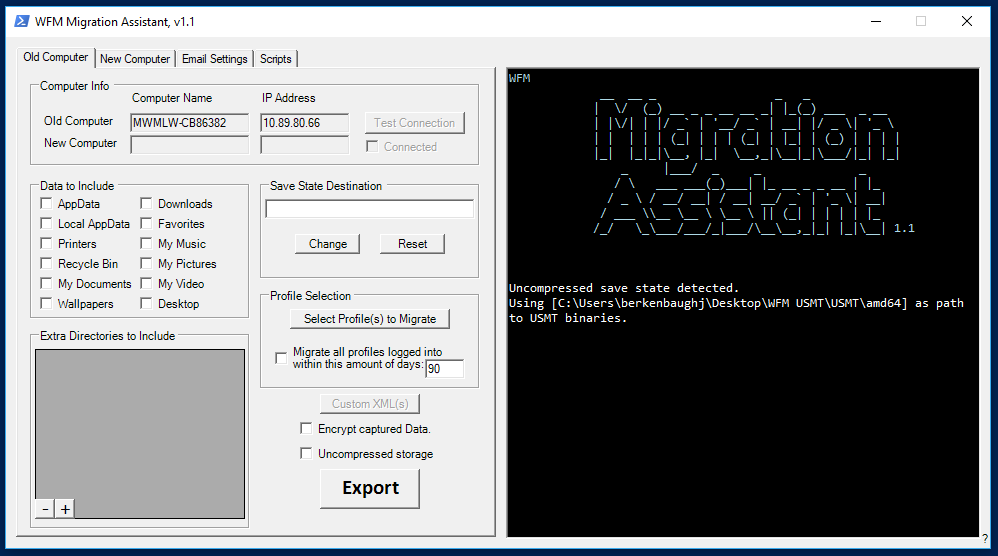 WFM Migration Assistant, v1.1
Old Computer
New Computer
Email Settings
Scripts
Computer Info
Computer Name
IP Address
Old Computer
MWMLW-CB86382
10.89.80.66
Test Connection
New Computer
Connected
Data to Include
AppData
Downloads
Local AppData
Favorites
Printers
My Music
Recycle Bin
My Pictures
My Documents
My Video
Wallpapers
Desktop
Save State Destination
Change
Reset
Profile Selection
Select Profile(s) to Migrate
Migrate all profiles logged into
within this amount of days:
90
Extra Directories to Include
-
+
Custom XML(s)
Encrypt captured Data.
Uncompressed storage
Export
WFM
Migration
Assistant
1.1
Uncompressed save state detected.
Using [C:\Users\berkenbaughj\Desktop\WFM USMT\USMT\amd64] as path
to USMT binaries.
?